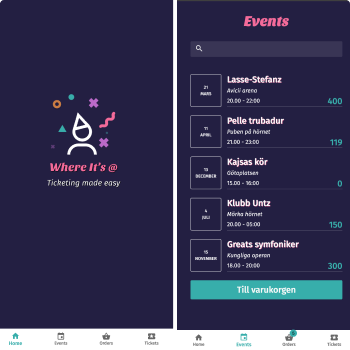 Where It's @
Ticketing made easy
Home
Events
Orders
Tickets
Events
21
MARS
Lasse-Stefanz
Avicii arena
20.00 - 22:00
400
11
APRIL
Pelle trubadur
Puben på hörnet
21.00 - 23:00
119
13
DECEMBER
Kajsas kör
Götaplatsen
15.00 - 16:00
0
4
JULI
Klubb Untz
Mörka hörnet
20.00 - 05:00
150
15
NOVEMBER
Greats symfoniker
Kungliga operan
18.00 - 20:00
300
Till varukorgen
Home
Events
Orders
Tickets